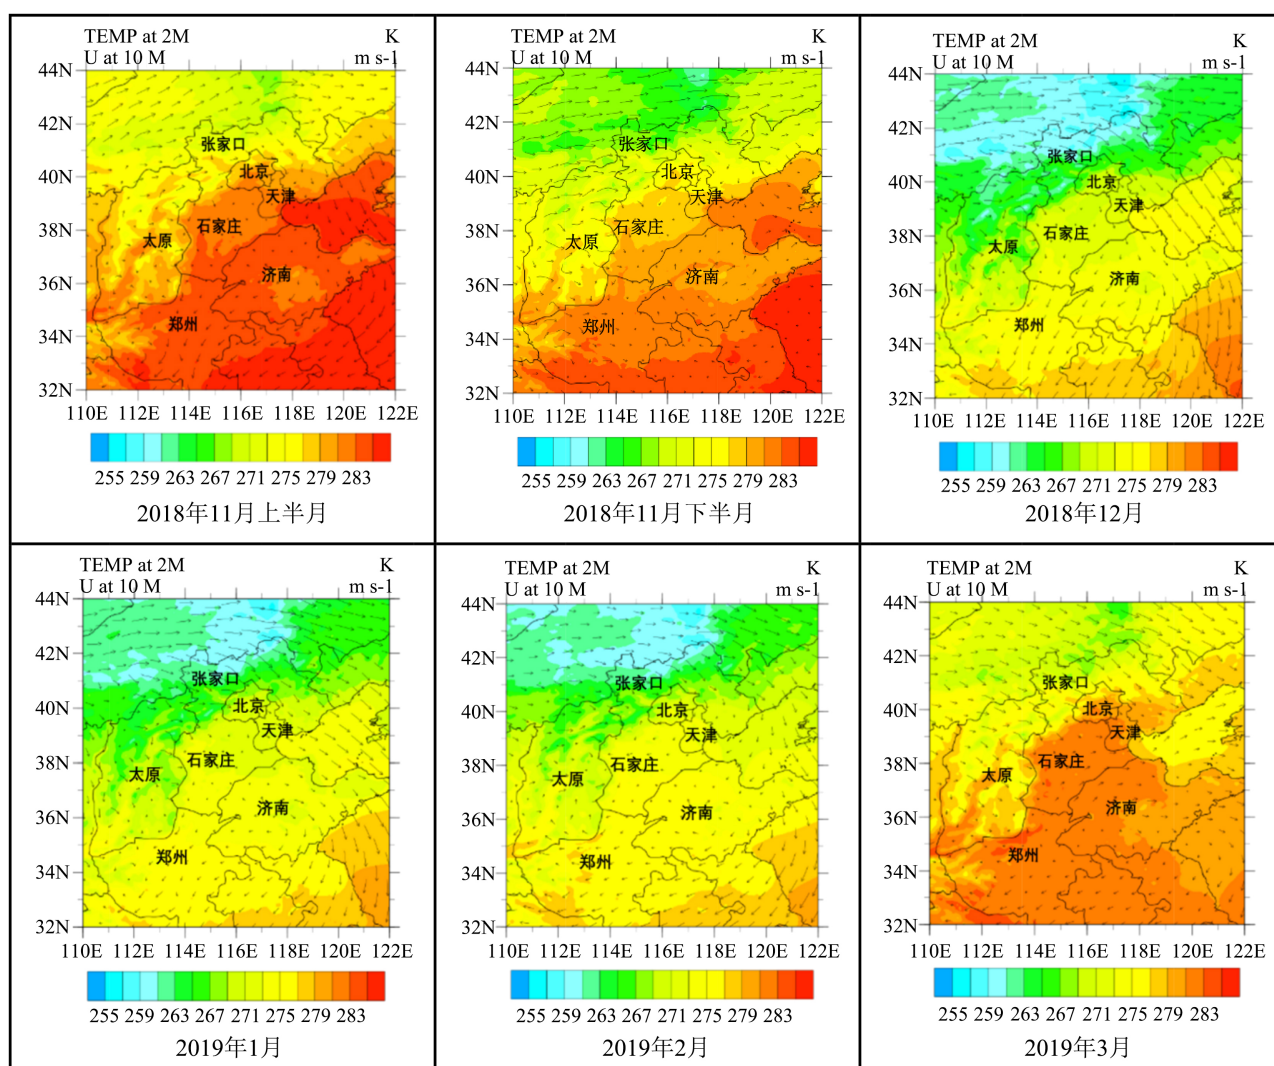 TEMP at 2M K
U at 10 M m s-1
44N
42N
40N
38N
36N
34N
32N
张家口
北京
天津
石家庄
太原
济南
郑州
110E 112E 114E 116E 118E 120E 122E
255 259 263 267 271 275 279 283
2018年11月上半月
TEMP at 2M K
U at 10 M m s-1
44N
42N
40N
38N
36N
34N
32N
张家口
北京
天津
石家庄
太原
济南
郑州
110E 112E 114E 116E 118E 120E 122E
255 259 263 267 271 275 279 283
2018年11月下半月
TEMP at 2M K
U at 10 M m s-1
44N
42N
40N
38N
36N
34N
32N
张家口
北京
天津
石家庄
太原
济南
郑州
110E 112E 114E 116E 118E 120E 122E
255 259 263 267 271 275 279 283
2018年12月
TEMP at 2M K
U at 10 M m s-1
44N
42N
40N
38N
36N
34N
32N
张家口
北京
天津
石家庄
太原
济南
郑州
110E 112E 114E 116E 118E 120E 122E
255 259 263 267 271 275 279 283
2019年1月
TEMP at 2M K
U at 10 M m s-1
44N
42N
40N
38N
36N
34N
32N
张家口
北京
天津
石家庄
太原
济南
郑州
110E 112E 114E 116E 118E 120E 122E
255 259 263 267 271 275 279 283
2019年2月
TEMP at 2M K
U at 10 M m s-1
44N
42N
40N
38N
36N
34N
32N
张家口
北京
天津
石家庄
太原
济南
郑州
110E 112E 114E 116E 118E 120E 122E
255 259 263 267 271 275 279 283
2019年3月